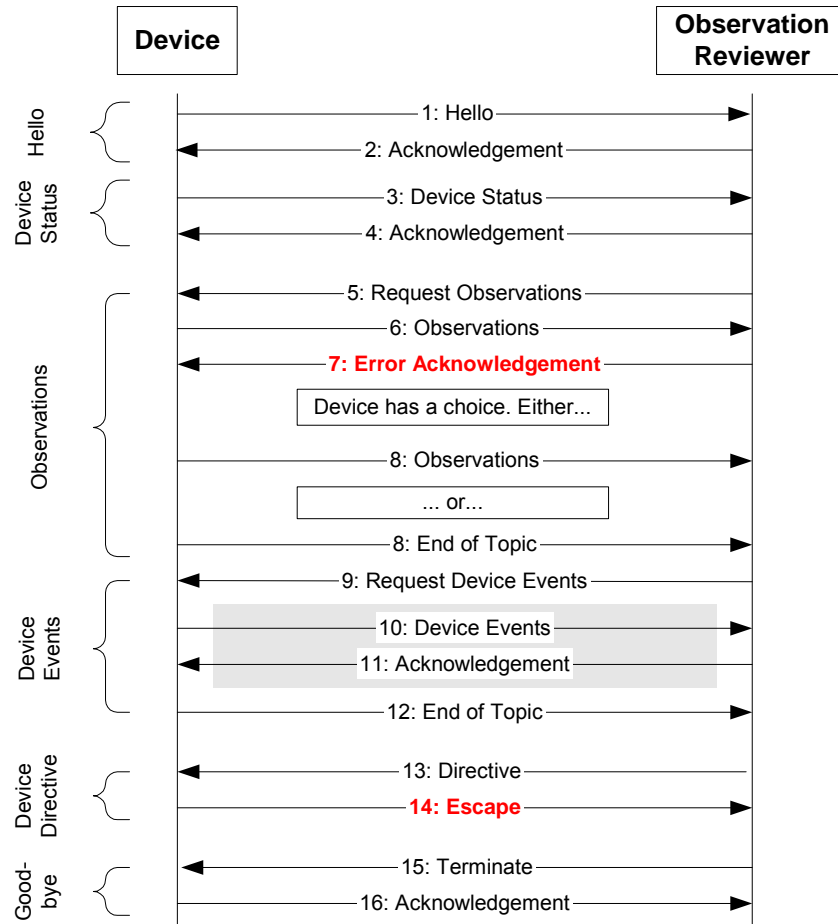 Device
Observation
Reviewer
Hello
1: Hello
2: Acknowledgement
Device
Status
3: Device Status
4: Acknowledgement
Observations
5: Request Observations
6: Observations
7: Error Acknowledgement
Device has a choice. Either...
8: Observations
... or...
8: End of Topic
Device
Events
9: Request Device Events
10: Device Events
11: Acknowledgement
12: End of Topic
Device
Directive
13: Directive
14: Escape
Good-
bye
15: Terminate
16: Acknowledgement